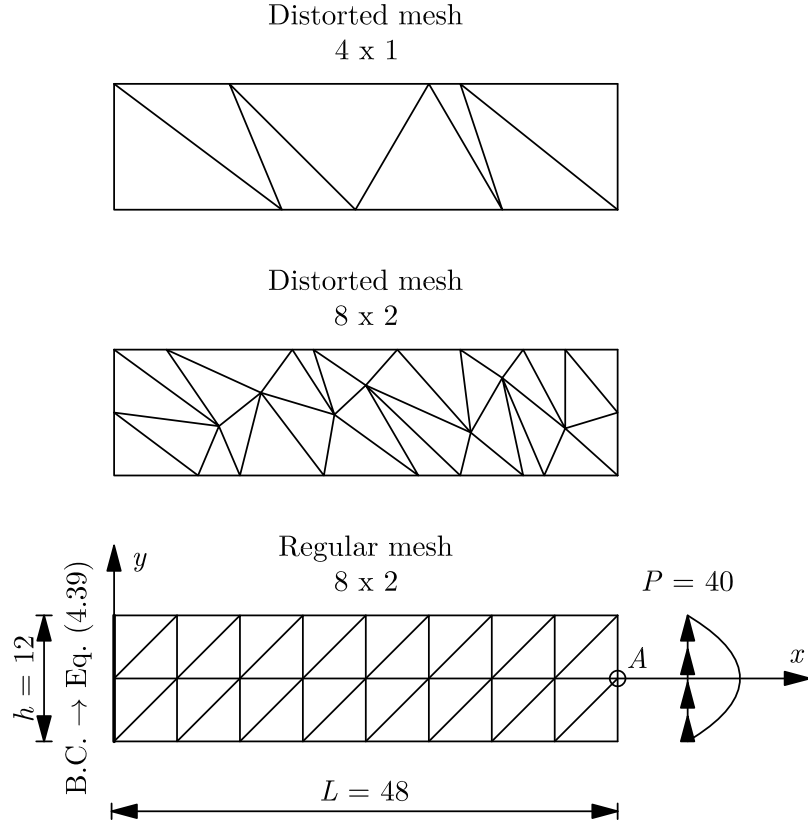 Distorted mesh
4 x 1
Distorted mesh
8 x 2
Regular mesh
8 x 2
y
P = 40
A
x
h = 12
B.C. → Eq. (4.39)
L = 48